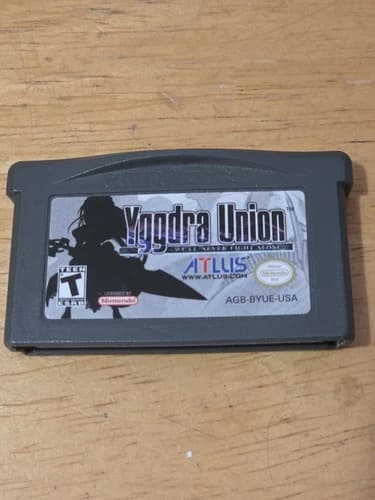 Yggdra Union
WE'LL NEVER FIGHT ALONE
TEEN
T
ESRB
LICENSED BY
Nintendo
ATLUS
WWW.ATLUS.COM
Nintendo
AGB-BYUE-USA